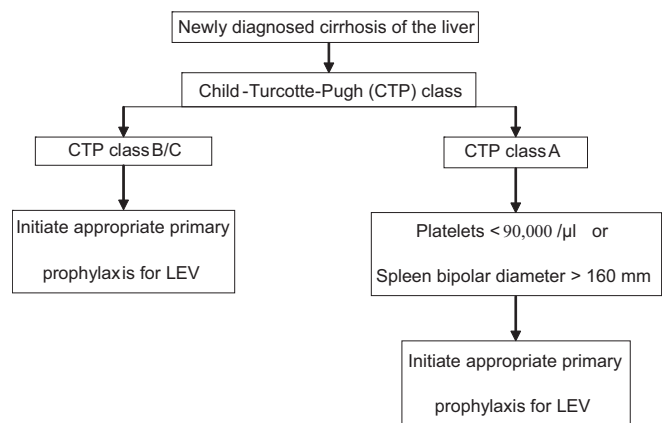 Newly diagnosed cirrhosis of the liver
Child-Turcotte-Pugh (CTP) class
CTP class B/C
CTP class A
Initiate appropriate primary
prophylaxis for LEV
Platelets < 90,000 /µl or
Spleen bipolar diameter > 160 mm
Initiate appropriate primary
prophylaxis for LEV